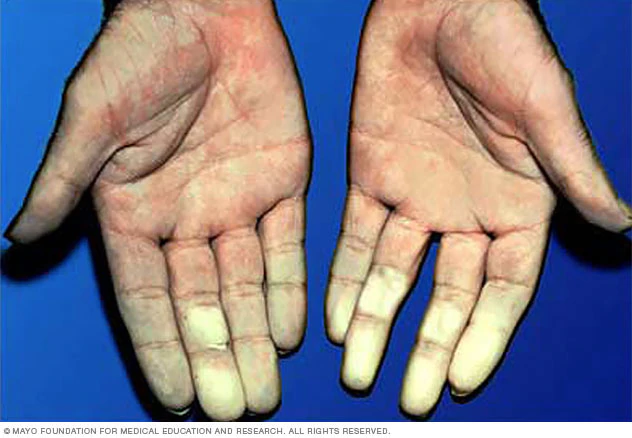 © MAYO FOUNDATION FOR MEDICAL EDUCATION AND RESEARCH. ALL RIGHTS RESERVED.